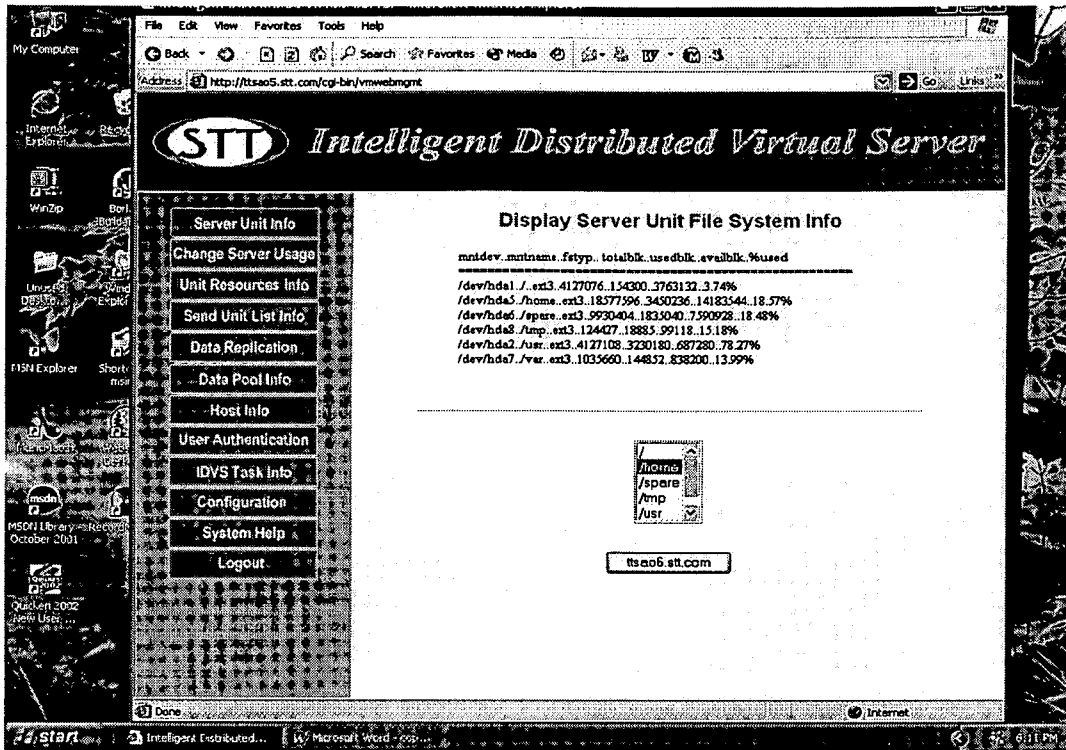 File Edit View Favorites Tools Help
Back Search Favorites Media
Address http://ttsao5.stt.com/cgi-bin/vmwebmgmt Go Links
STT Intelligent Distributed Virtual Server
My Computer
Internet Explorer
WinZip
MSN Explorer
msdn
MSDN Library
October 2001
Quicken 2002
New User ...
Server Unit Info
Change Server Usage
Unit Resources Info
Send Unit List Info
Data Replication
Data Pool Info
Host Info
User Authentication
IDVS Task Info
Configuration
System Help
Logout
Display Server Unit File System Info
mntdev..mntname..fstyp.. totalblk..usedblk..availblk..%used
/dev/hda1../..ext3..4127076..154300..3763132..3.74%
/dev/hda5../home..ext3..18577596..3450236..14183544..18.57%
/dev/hda6../spare..ext3..9930404..1835040..7590928..18.48%
/dev/hda8../tmp..ext3..124427..18885..99118..15.18%
/dev/hda2../usr..ext3..4127108..3230180..687280..78.27%
/dev/hda7../var..ext3..1035660..144852..838200..13.99%
/
/home
/spare
/tmp
/usr
ttsao6.stt.com
Done Internet
start Intelligent Distributed... Microsoft Word 6:11 PM